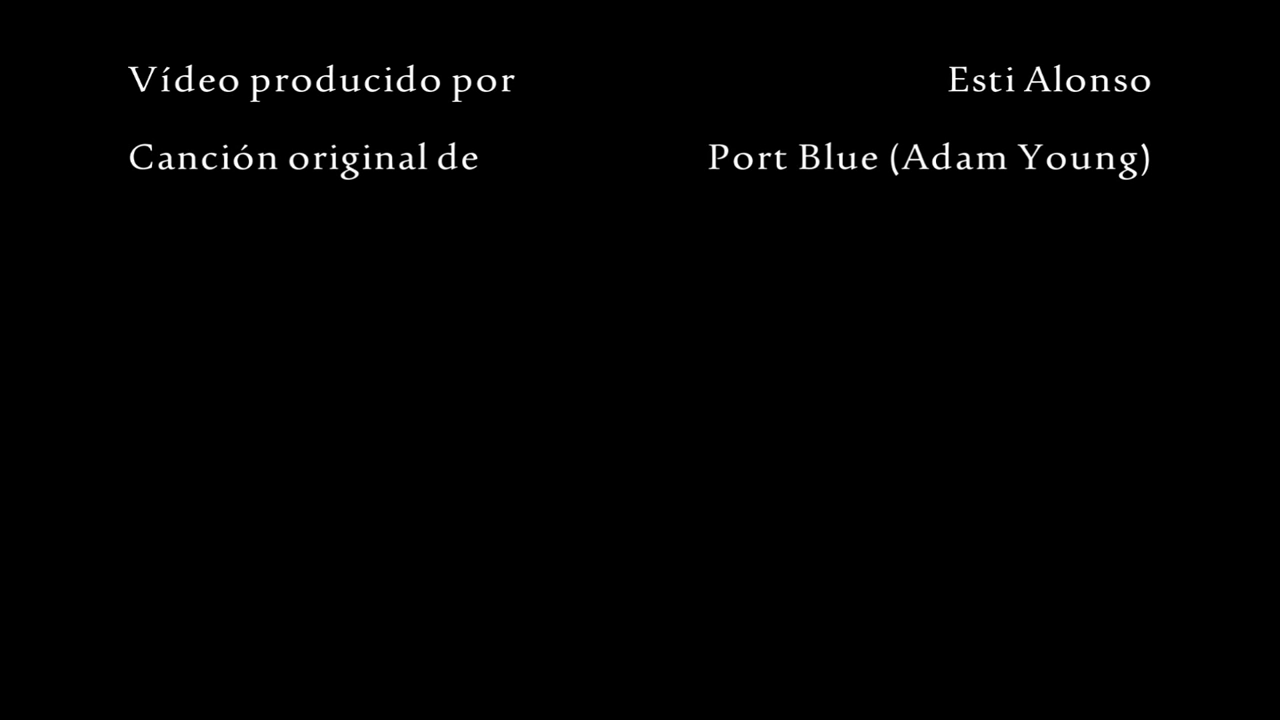 Vídeo producido por Esti Alonso
Canción original de Port Blue (Adam Young)